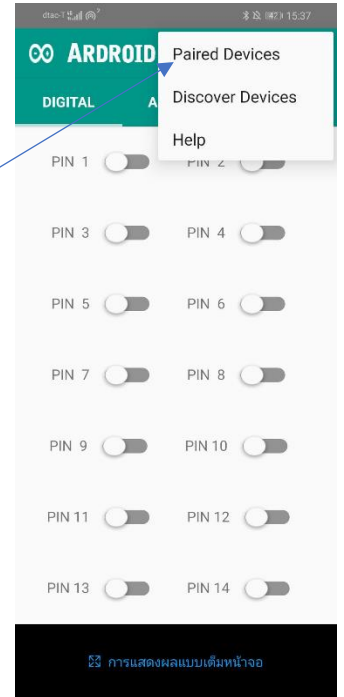 dtac-T 15:37
ARDROID
Paired Devices
DIGITAL A
Discover Devices
Help
PIN 1 PIN 2
PIN 3 PIN 4
PIN 5 PIN 6
PIN 7 PIN 8
PIN 9 PIN 10
PIN 11 PIN 12
PIN 13 PIN 14
การแสดงผลแบบเต็มหน้าจอ